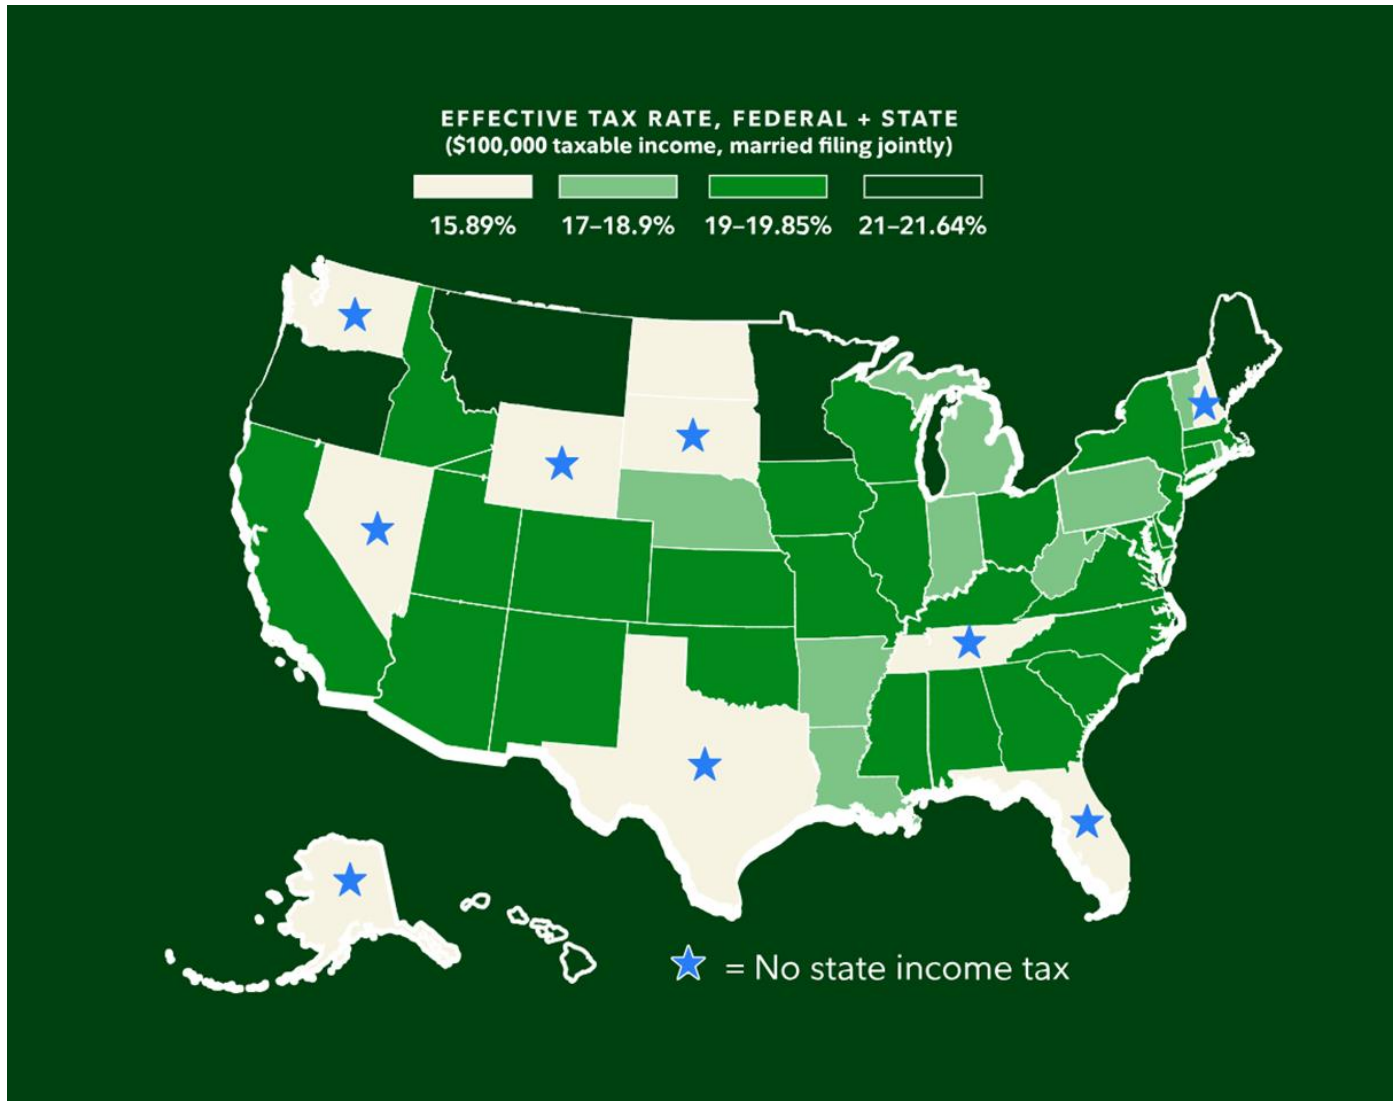 EFFECTIVE TAX RATE, FEDERAL + STATE
($100,000 taxable income, married filing jointly)
15.89% 17–18.9% 19–19.85% 21–21.64%
= No state income tax